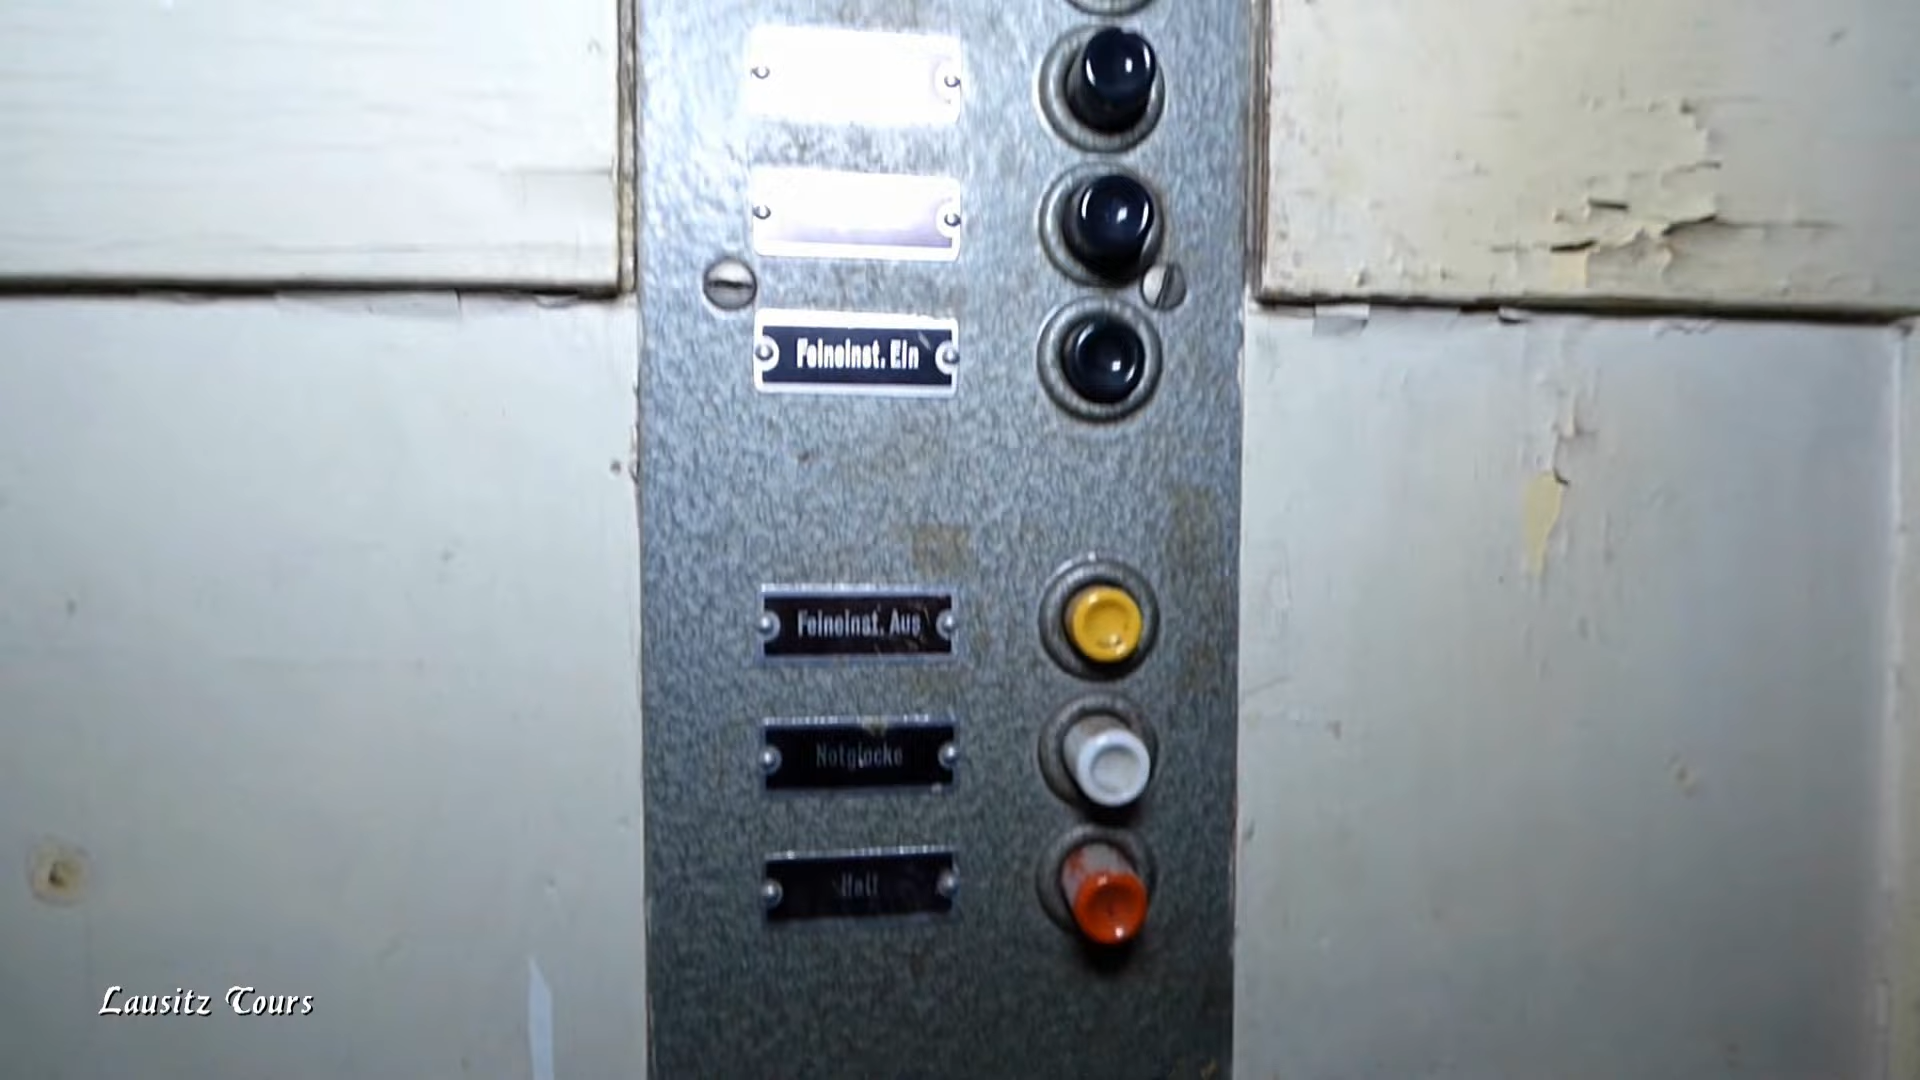 Feineinst. Ein
Feineinst. Aus
Notglocke
Halt
Lausitz Tours